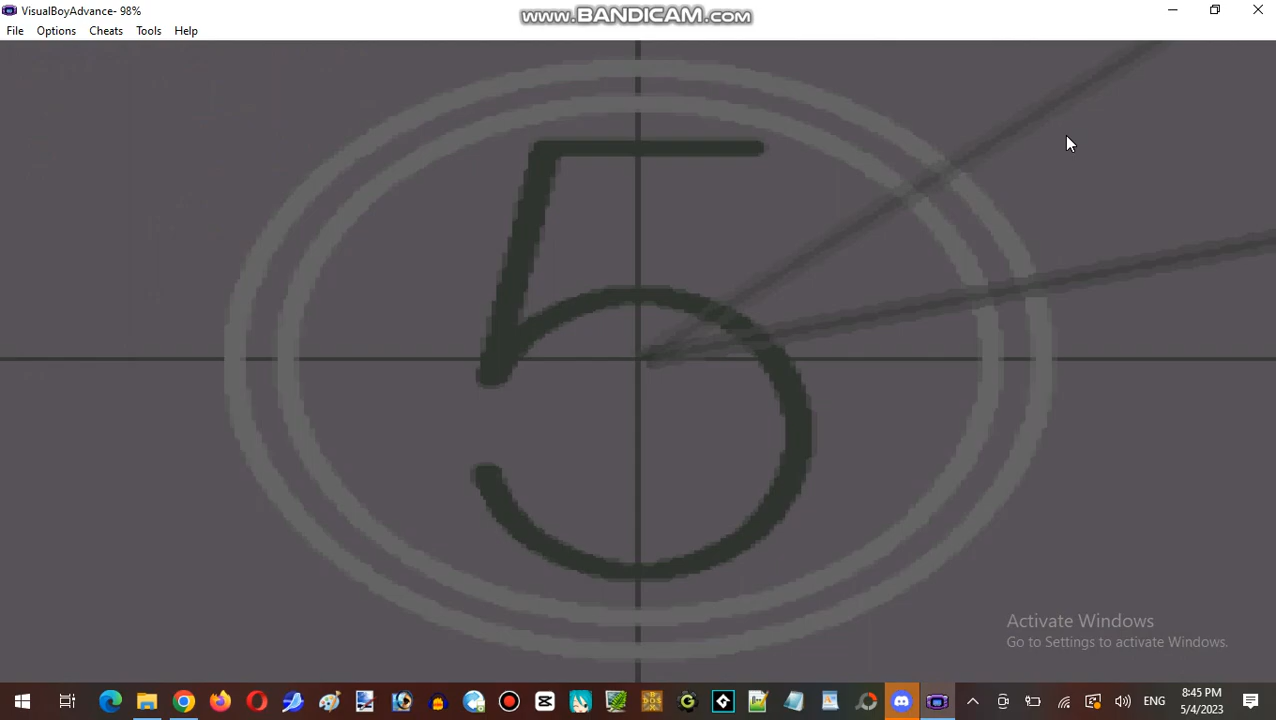 VisualBoyAdvance- 98%
www.BANDICAM.com
File Options Cheats Tools Help
5
Activate Windows
Go to Settings to activate Windows.
ENG
8:45 PM
5/4/2023